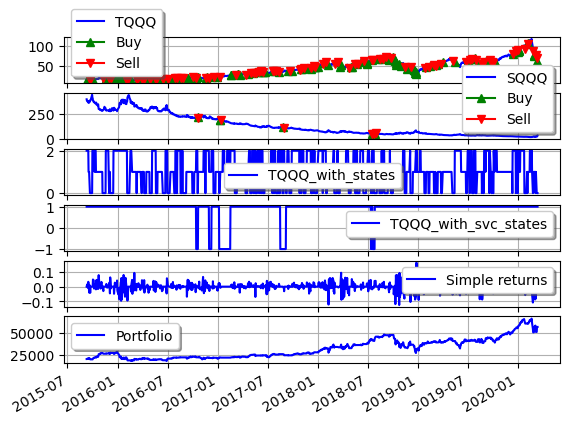 TQQQ
Buy
Sell
100
50
SQQQ
Buy
Sell
250
0
2
0
TQQQ_with_states
1
−1
TQQQ_with_svc_states
0.1
0.0
−0.1
Simple returns
50000
25000
Portfolio
2015-07
2016-01
2016-07
2017-01
2017-07
2018-01
2018-07
2019-01
2019-07
2020-01